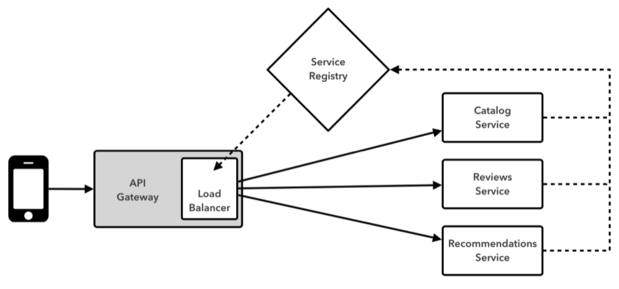 Service
Registry
Catalog
Service
API
Gateway
Load
Balancer
Reviews
Service
Recommendations
Service